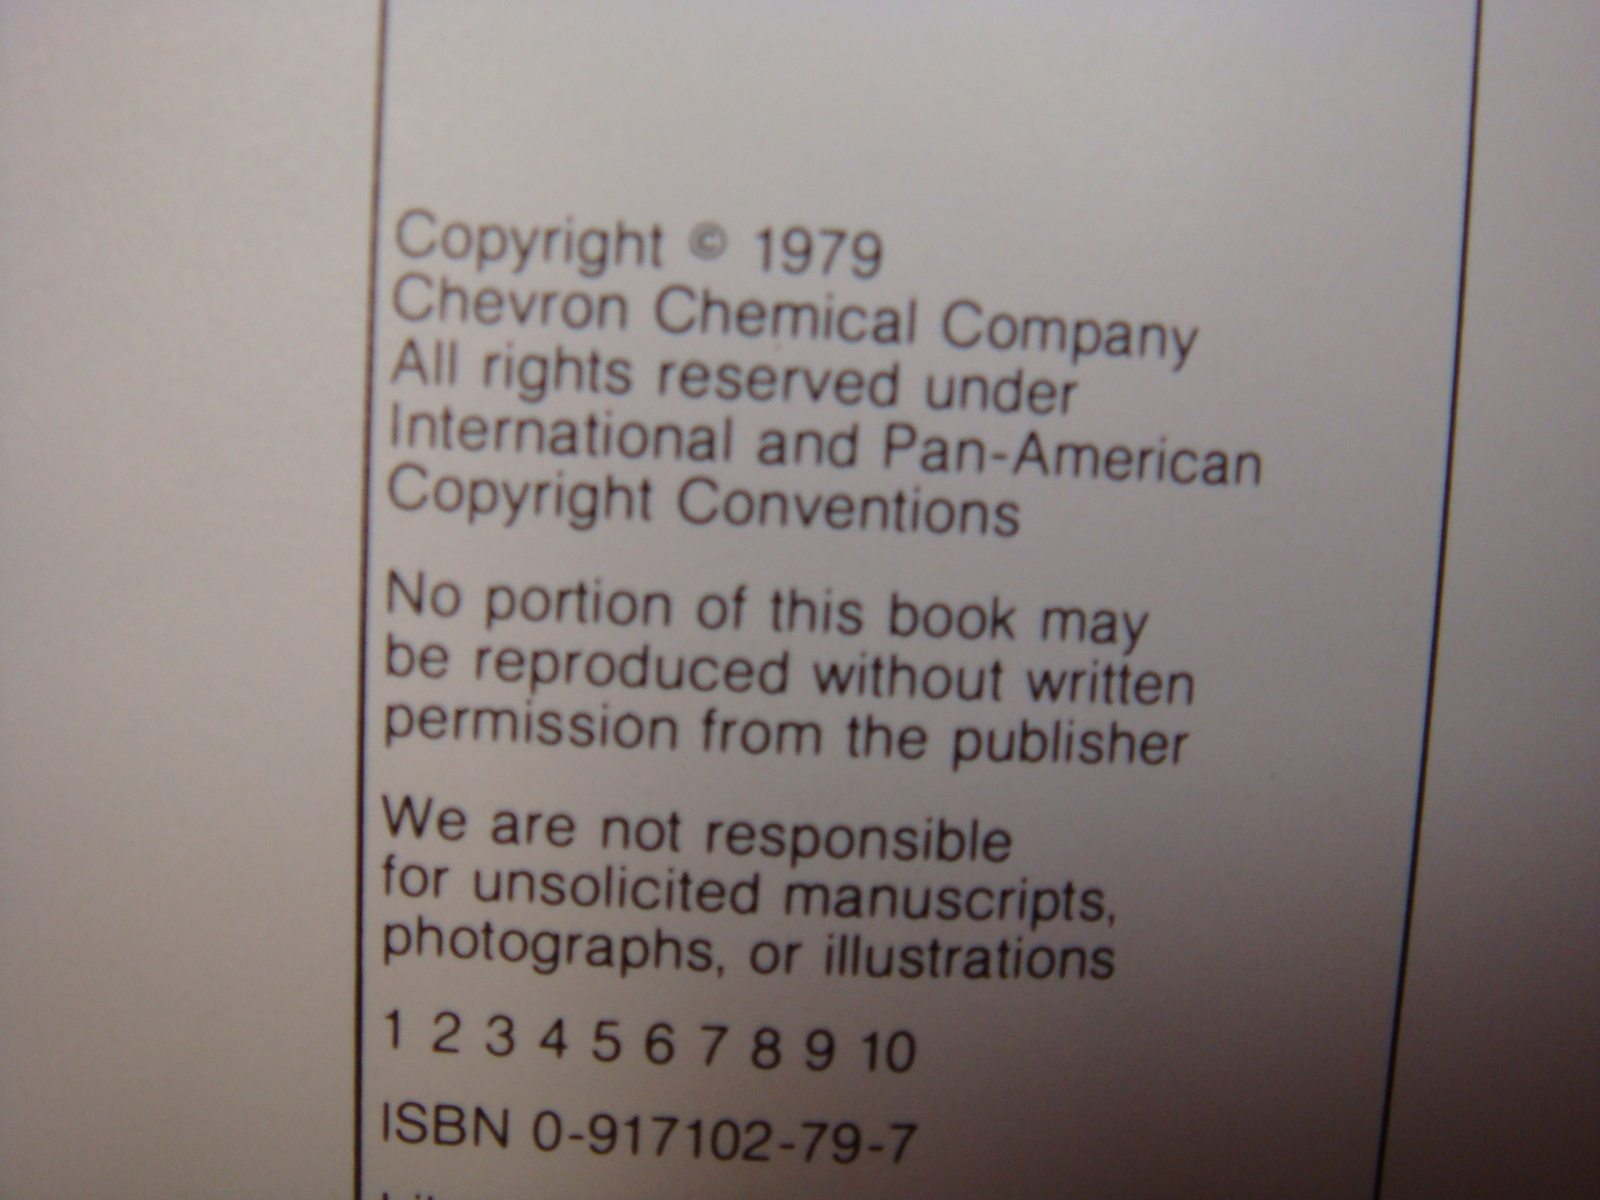 Copyright © 1979
Chevron Chemical Company
All rights reserved under
International and Pan-American
Copyright Conventions
No portion of this book may
be reproduced without written
permission from the publisher
We are not responsible
for unsolicited manuscripts,
photographs, or illustrations
1 2 3 4 5 6 7 8 9 10
ISBN 0-917102-79-7